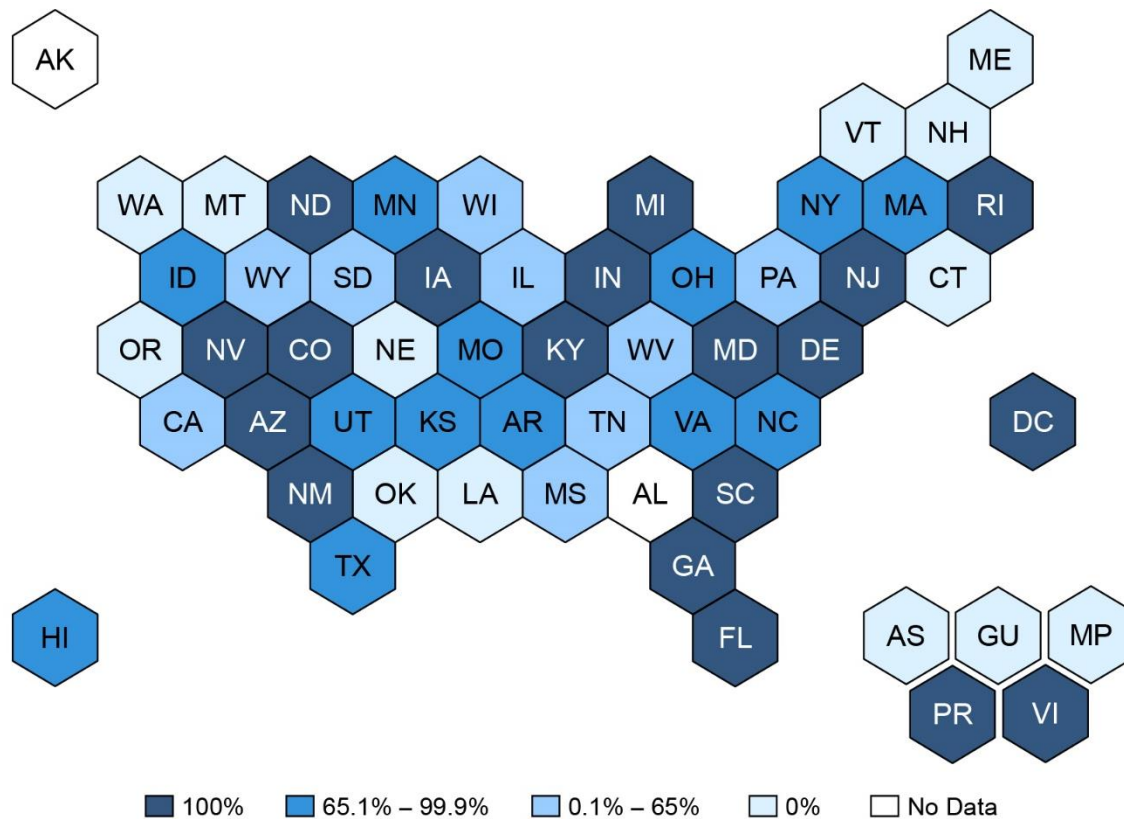 AK
ME
VT NH
WA MT ND MN WI MI NY MA RI
ID WY SD IA IL IN OH PA NJ CT
OR NV CO NE MO KY WV MD DE
CA AZ UT KS AR TN VA NC DC
NM OK LA MS AL SC
TX GA
HI FL AS GU MP
PR VI
100% 65.1% – 99.9% 0.1% – 65% 0% No Data